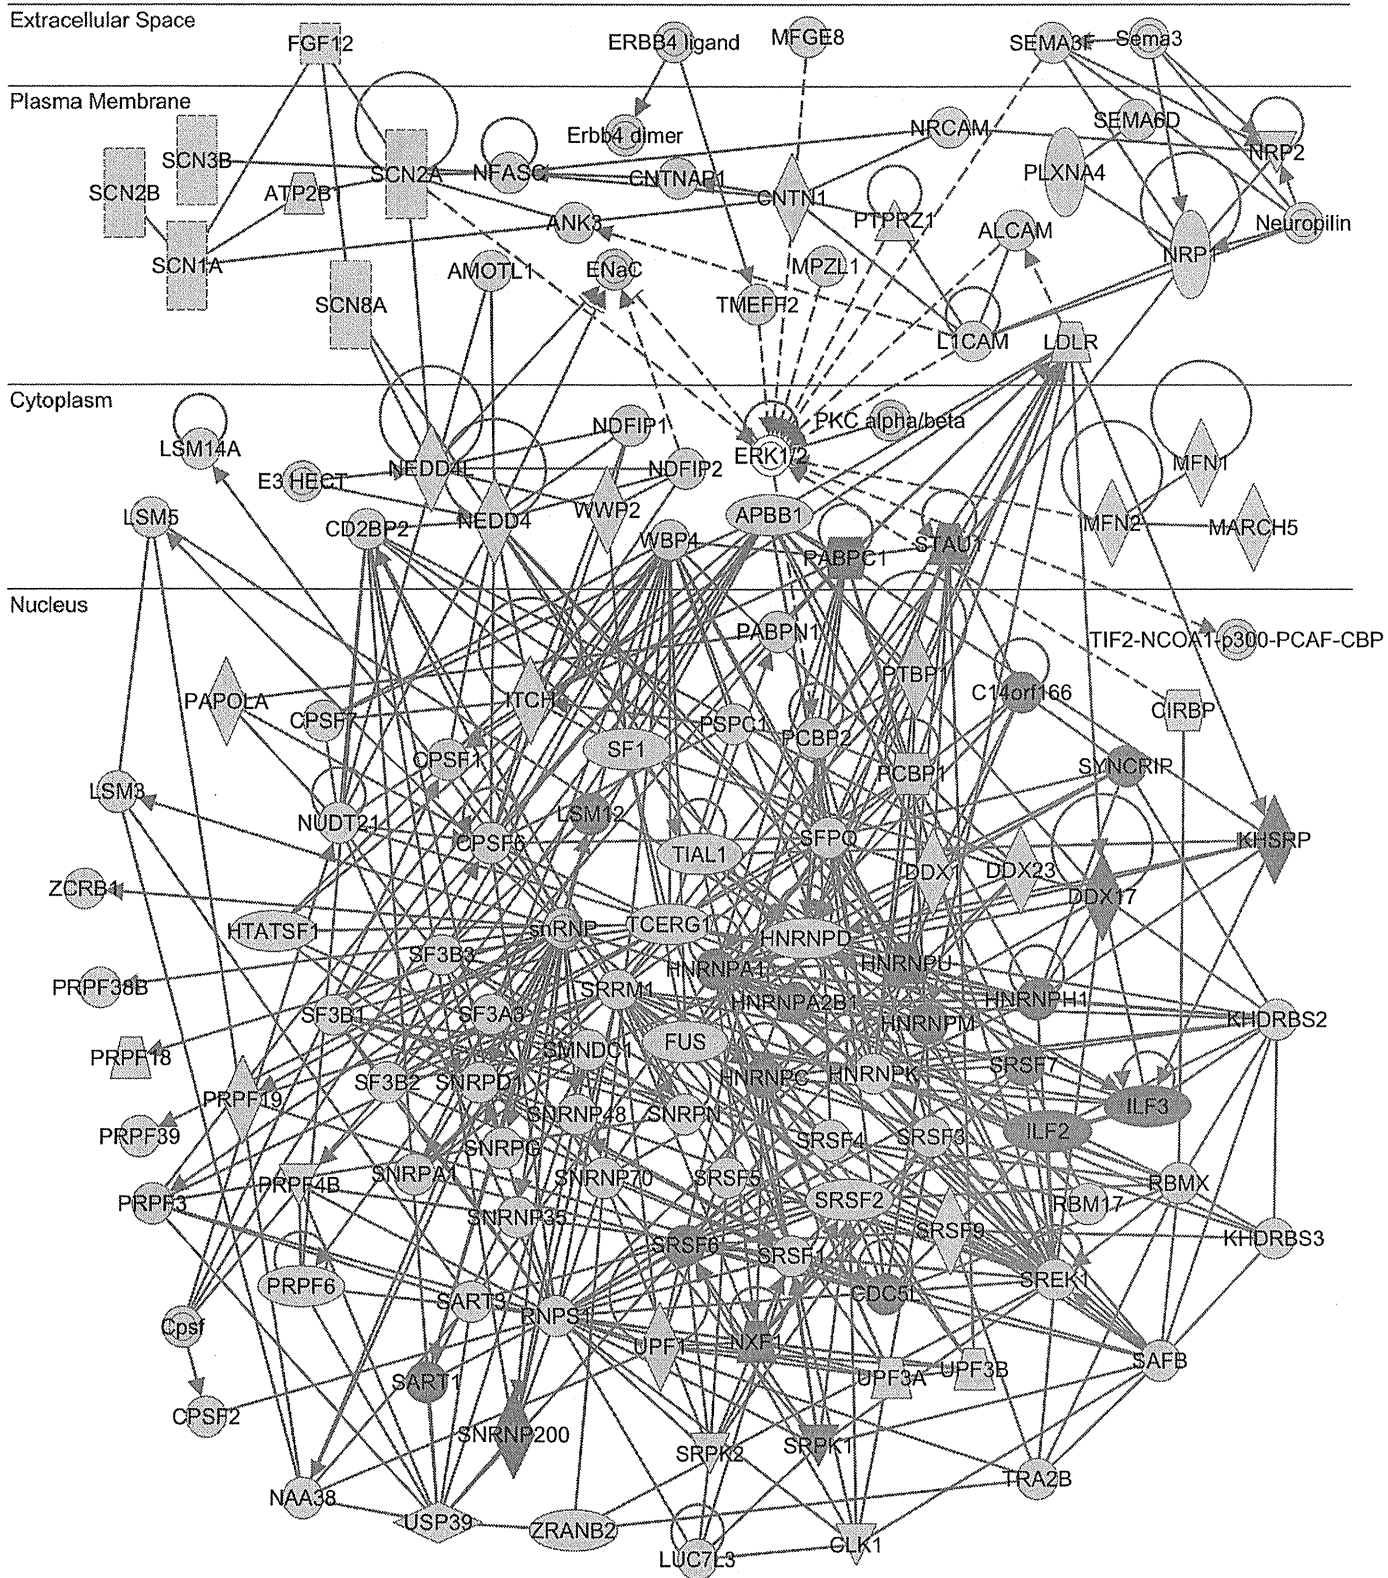 Extracellular Space
FGF12
ERBB4 ligand
MFGE8
SEMA3F
Sema3
Plasma Membrane
SCN3B
SCN2B
ATP2B1
SCN2A
NFASC
Erbb4 dimer
CNTNAP1
NRCAM
SEMA6D
NRP2
PLXNA4
CNTN1
PTPRZ1
ALCAM
Neuropilin
ANK3
SCN1A
AMOTL1
ENaC
MPZL1
NRP1
SCN8A
TMEFF2
L1CAM
LDLR
Cytoplasm
LSM14A
NDFIP1
PKC alpha/beta
ERK1/2
MFN1
E3 HECT
NEDD4L
NDFIP2
LSM5
CD2BP2
NEDD4
WWP2
APBB1
MFN2
MARCH5
WBP4
PABPC1
STAU1
Nucleus
PABPN1
TIF2-NCOA1-p300-PCAF-CBP
PAPOLA
CPSF7
ITCH
PTBP1
C14orf166
CIRBP
PSPC1
PCBP2
SF1
CPSF1
PCBP1
SYNCRIP
LSM3
NUDT21
LSM12
CPSF6
TIAL1
SFPQ
DDX1
DDX23
KHSRP
DDX17
ZCRB1
HTATSF1
snRNP
TCERG1
HNRNPD
SF3B3
HNRNPA1
HNRNPU
PRPF38B
SRRM1
HNRNPA2B1
HNRNPH1
SF3B1
SF3A3
HNRNPM
KHDRBS2
PRPF18
SMNDC1
FUS
SF3B2
SNRPD1
HNRNPC
HNRNPK
SRSF7
PRPF19
SNRNP48
SNRPN
ILF3
PRPF39
SNRPG
SRSF4
SRSF3
ILF2
PRPF4B
SNRPA1
SNRNP70
SRSF5
RBMX
PRPF3
SNRNP35
SRSF2
RBM17
SRSF9
KHDRBS3
SRSF6
SRSF1
PRPF6
SREK1
CDC5L
SART3
RNPS1
Cpsf
UPF1
NXF1
SAFB
SART1
UPF3A
UPF3B
CPSF2
SNRNP200
SRPK2
SRPK1
TRA2B
NAA38
USP39
ZRANB2
CLK1
LUC7L3